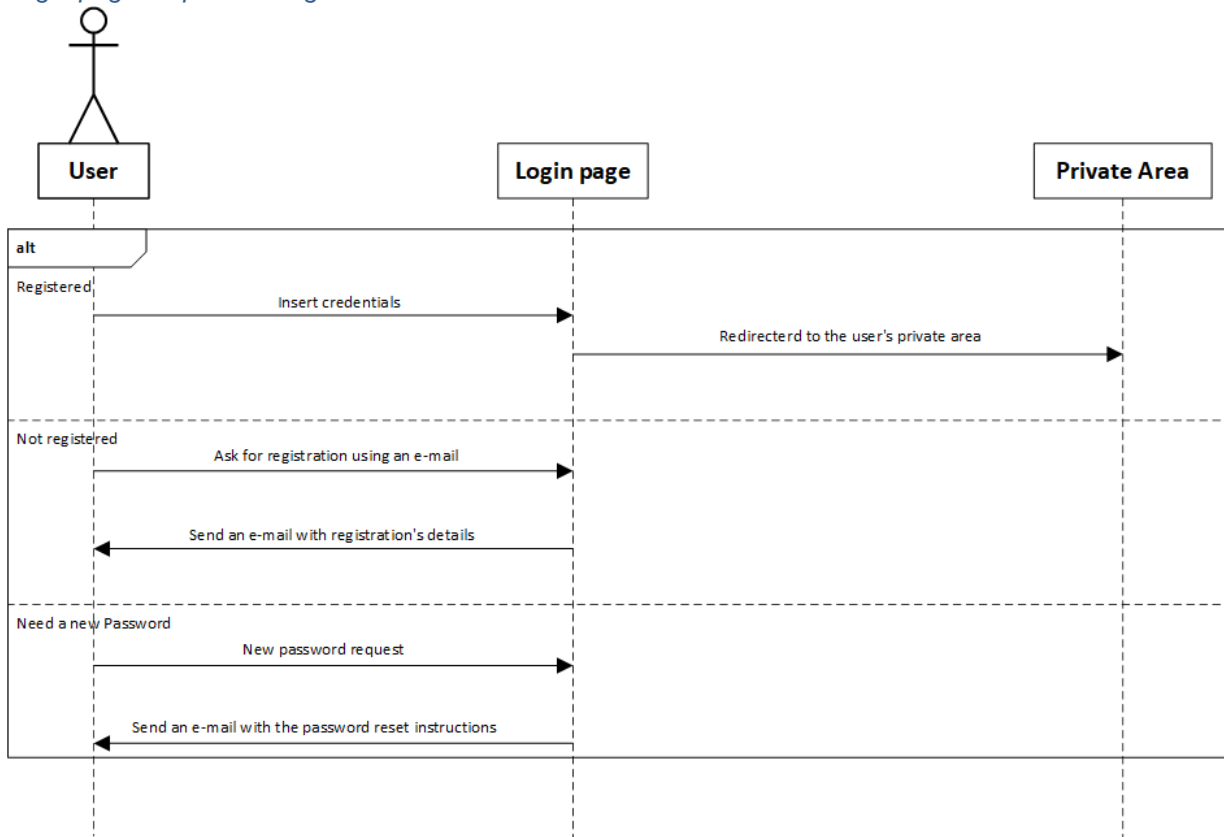 User
Login page
Private Area
alt
Registered
Insert credentials
Redirecterd to the user's private area
Not registered
Ask for registration using an e-mail
Send an e-mail with registration's details
Need a new Password
New password request
Send an e-mail with the password reset instructions